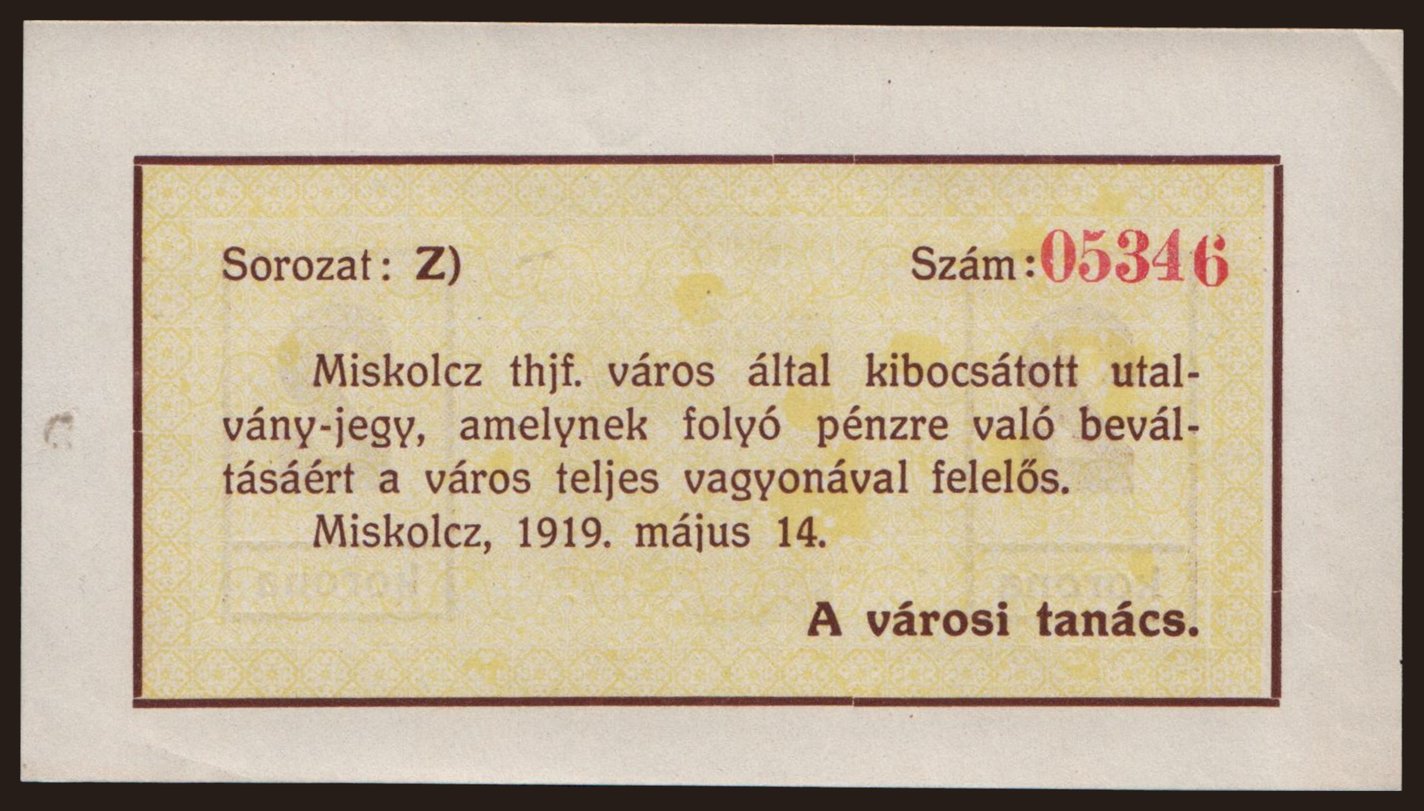 Sorozat: Z) Szám: 05346
Miskolcz thjf. város által kibocsátott utal-
vány-jegy, amelynek folyó pénzre való bevál-
tásáért a város teljes vagyonával felelős.
Miskolcz, 1919. május 14.
A városi tanács.